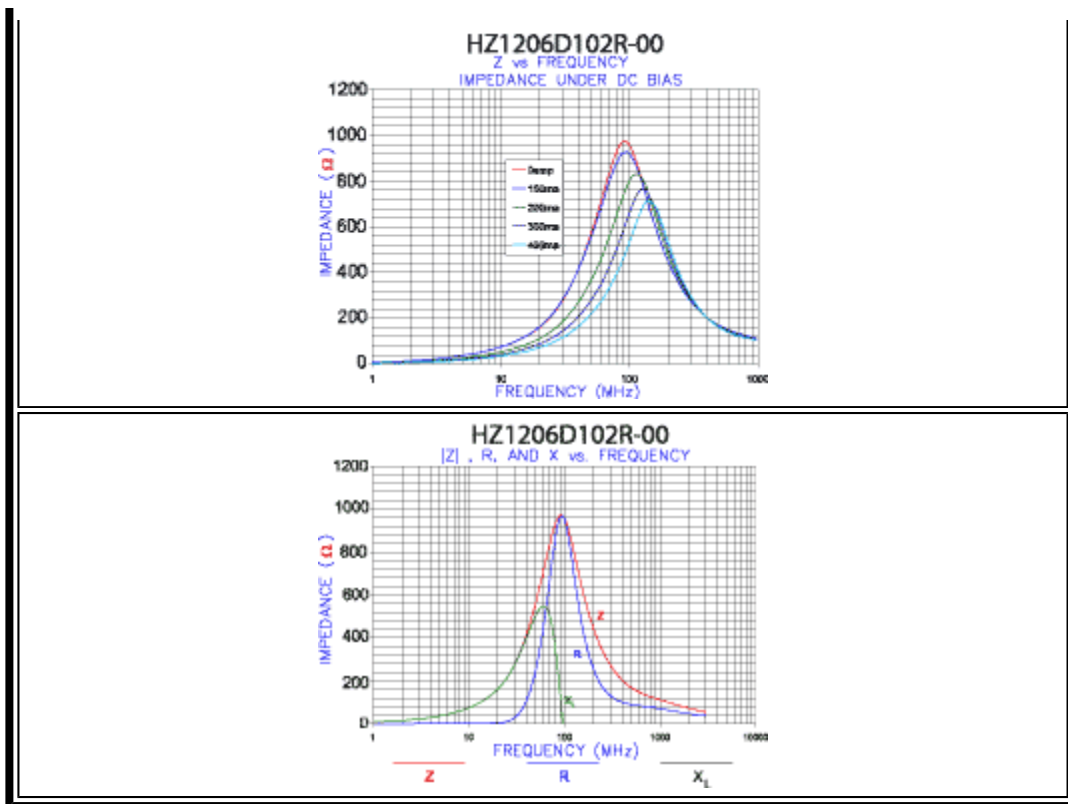 HZ1206D102R-00
Z vs FREQUENCY
IMPEDANCE UNDER DC BIAS
1200
1000
800
600
400
200
0
IMPEDANCE (Ω)
1 10 100 1000
FREQUENCY (MHz)
HZ1206D102R-00
|Z| , R, AND X vs. FREQUENCY
1200
1000
800
600
400
200
0
IMPEDANCE (Ω)
Z
R
X
1 10 100 1000 10000
FREQUENCY (MHz)
Z R XL